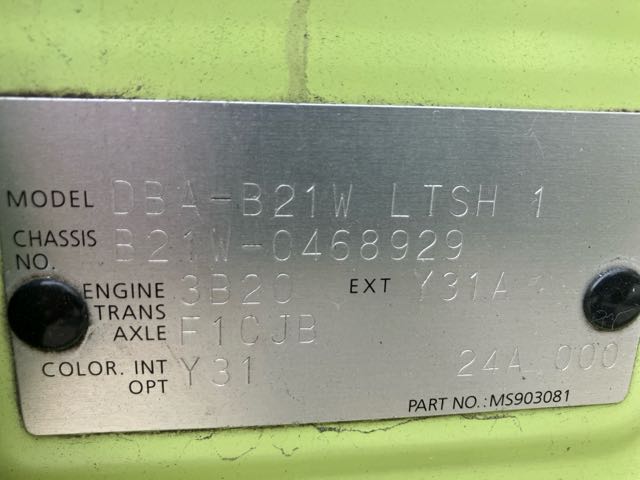 MODEL DBA-B21W LTSH 1
CHASSIS NO. B21W-0468929
ENGINE 3B20 EXT Y31A
TRANS AXLE F1CJB
COLOR. INT OPT Y31 24A 000
PART NO.:MS903081